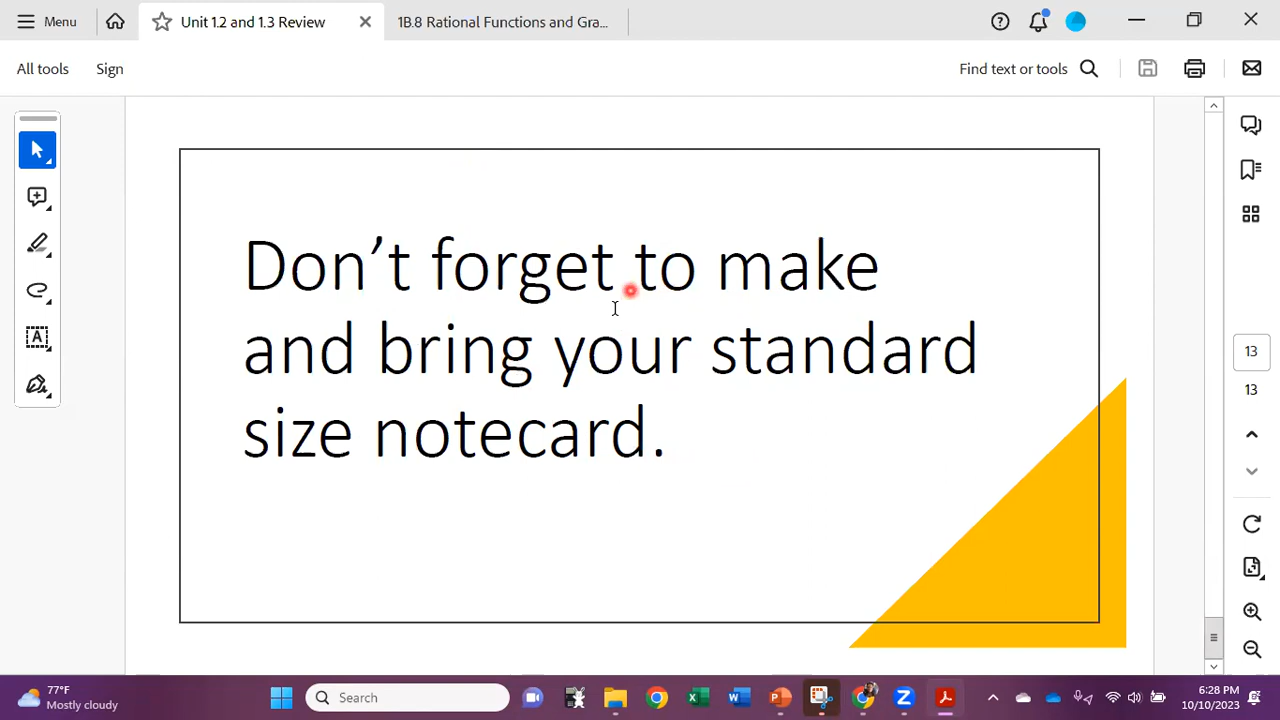 Menu
Unit 1.2 and 1.3 Review
1B.8 Rational Functions and Gra...
All tools
Sign
Find text or tools
Don’t forget to make
and bring your standard
size notecard.
13
13
77°F
Mostly cloudy
Search
6:28 PM
10/10/2023